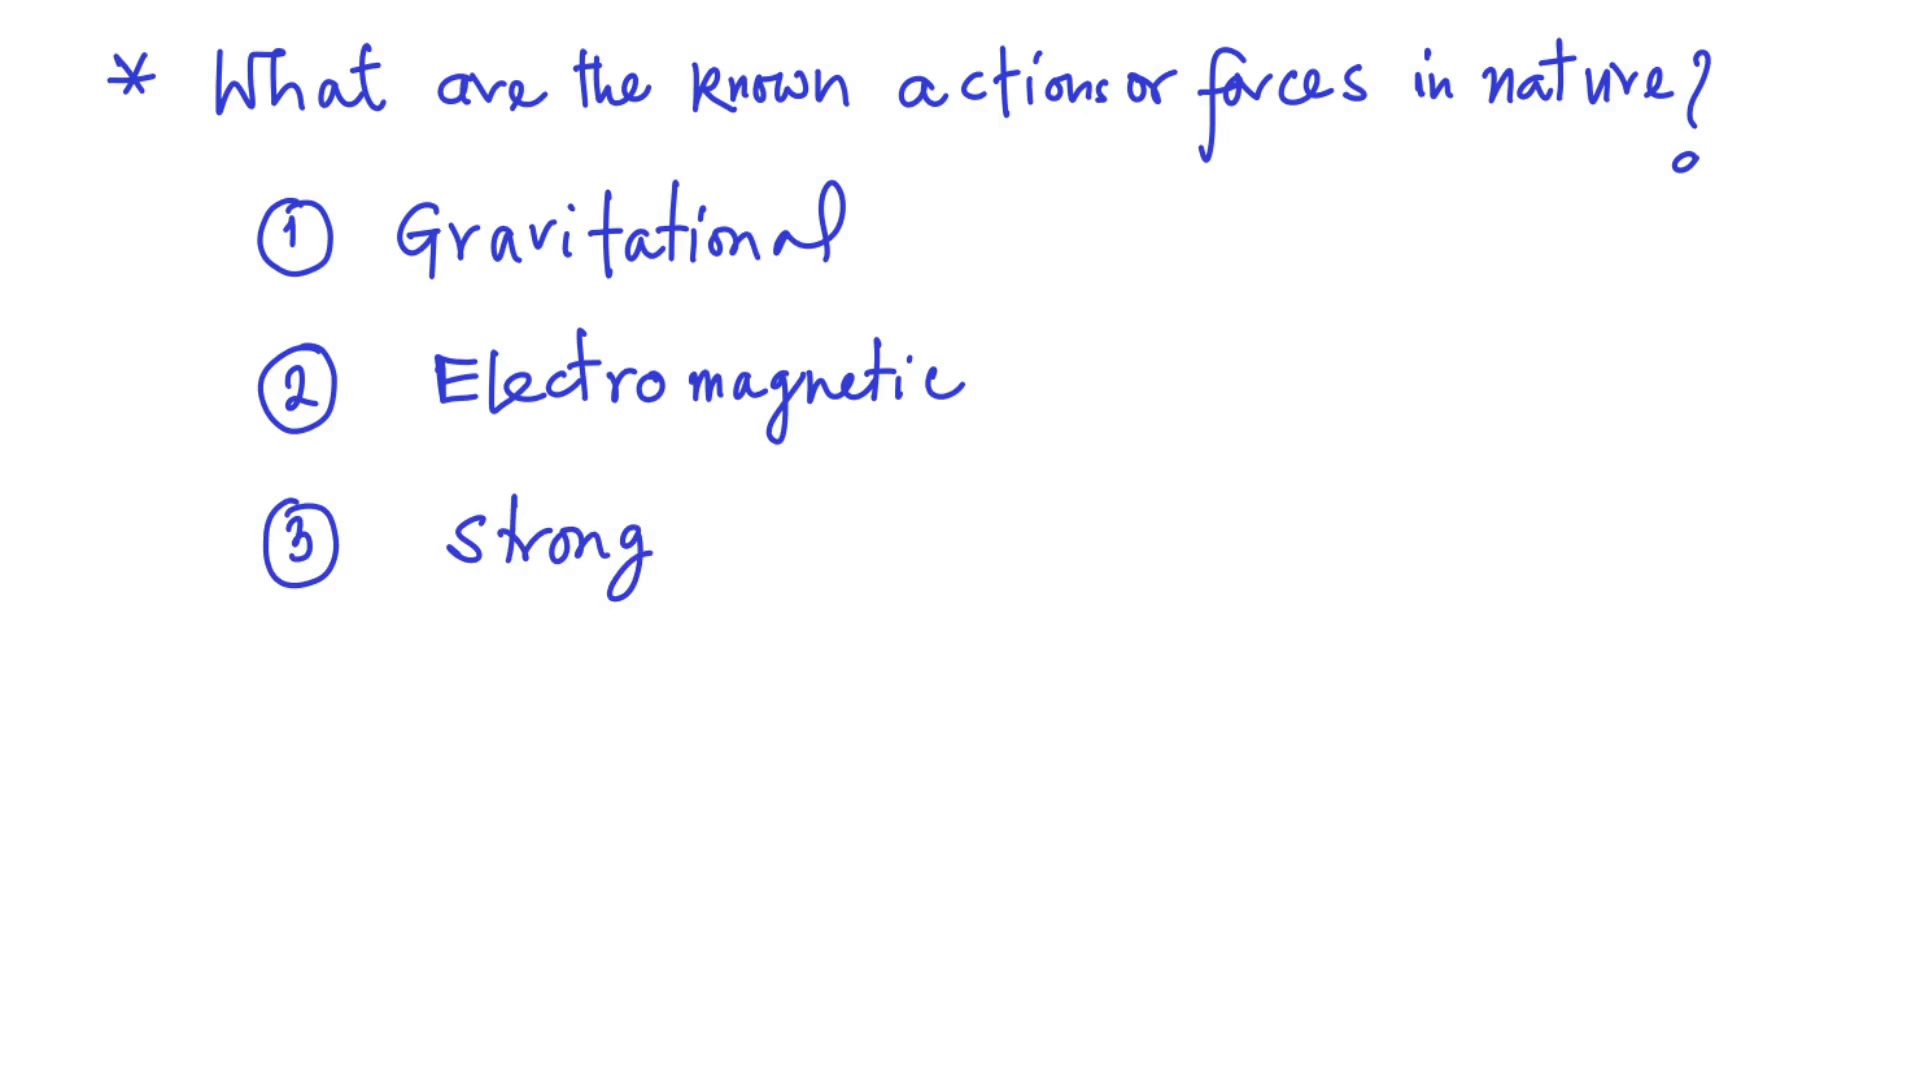 * What are the known actions or forces in nature?
① Gravitational
② Electromagnetic
③ strong